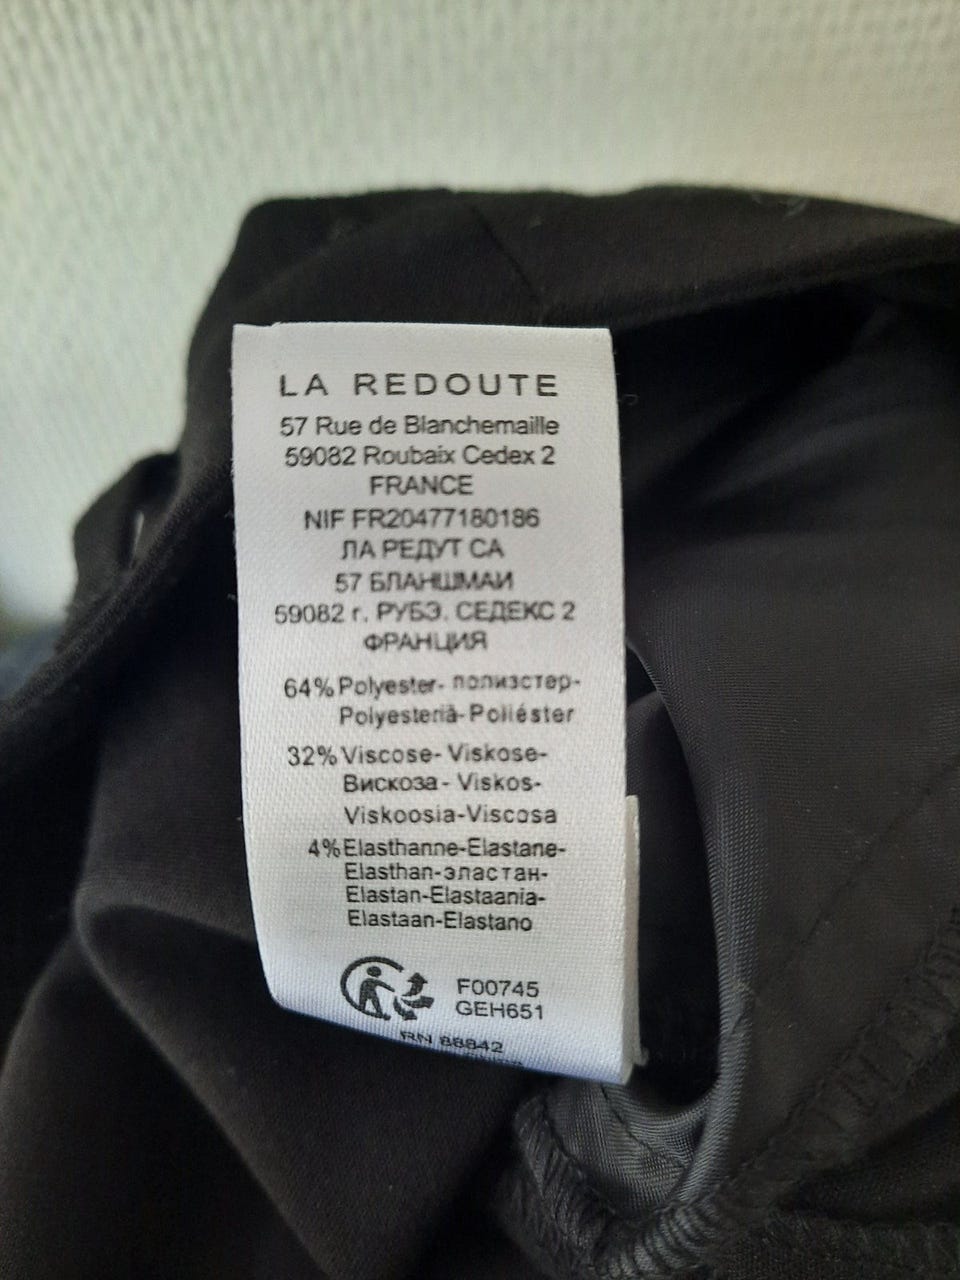 LA REDOUTE
57 Rue de Blanchemaille
59082 Roubaix Cedex 2
FRANCE
NIF FR20477180186
ЛА РЕДУТ СА
57 БЛАНШМАИ
59082 г. РУБЭ. СЕДЕКС 2
ФРАНЦИЯ
64% Polyester- полиэстер-
Polyesteriä- Poliéster
32% Viscose- Viskose-
Вискоза - Viskos-
Viskoosia-Viscosa
4% Elasthanne-Elastane-
Elasthan-эластан-
Elastan-Elastaania-
Elastaan-Elastano
F00745
GEH651
RN 88842